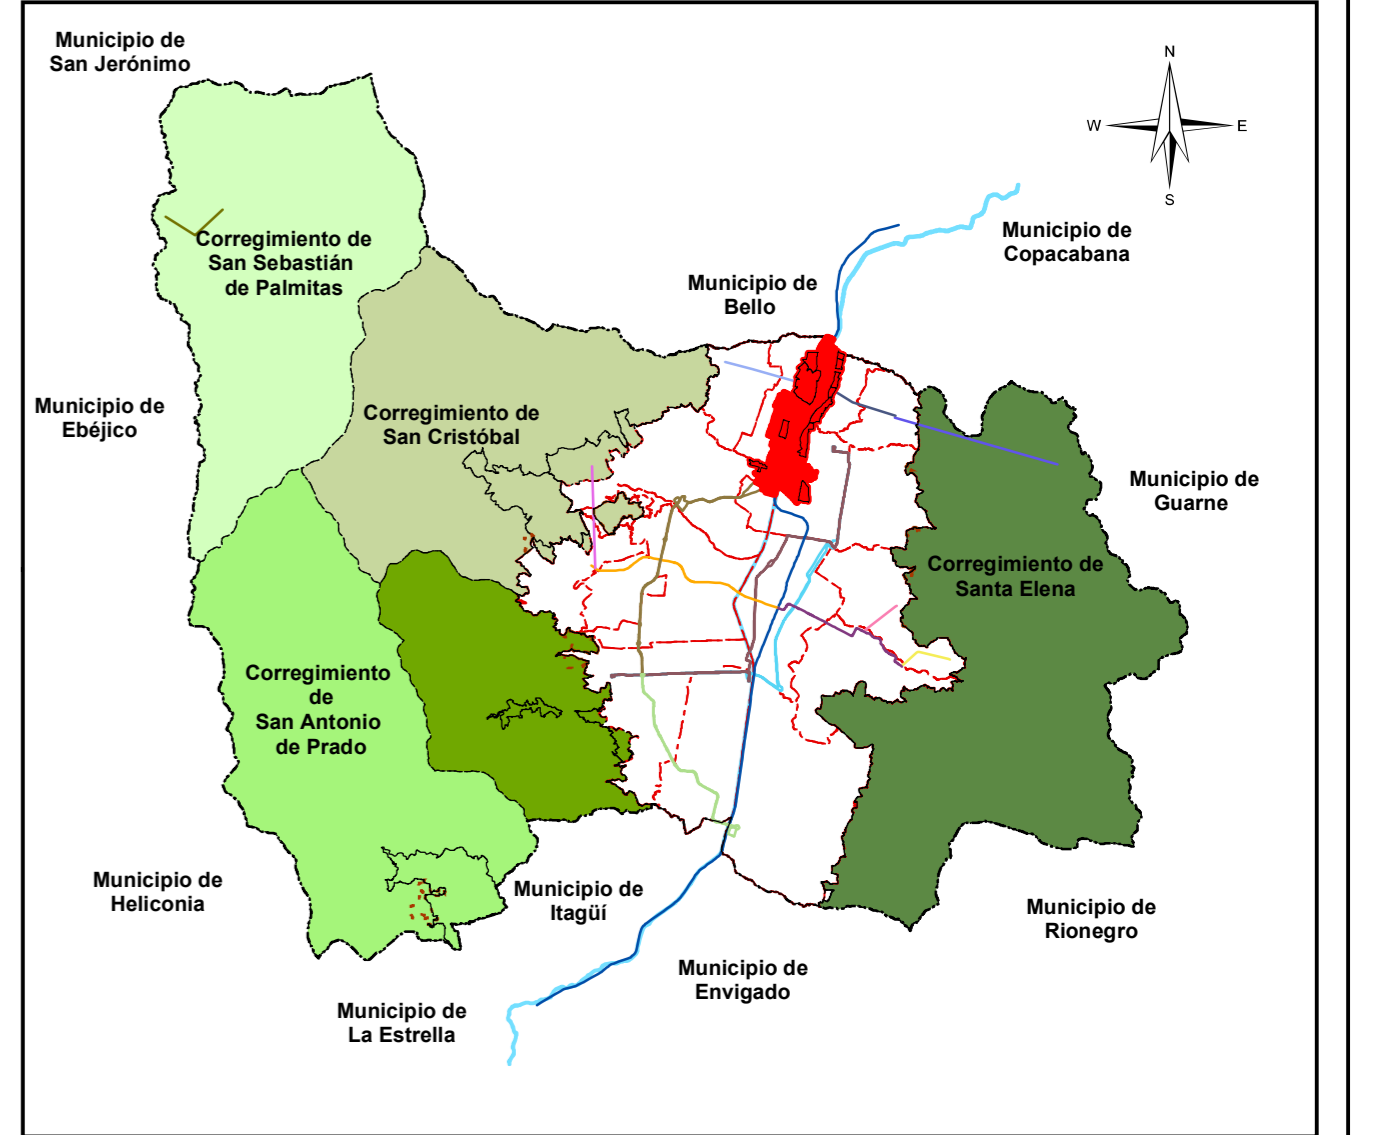 Municipio de
San Jerónimo
N
W
E
S
Municipio de
Copacabana
Corregimiento de
San Sebastián
de Palmitas
Municipio de
Bello
Municipio de
Ebéjico
Corregimiento de
San Cristóbal
Municipio de
Guarne
Corregimiento de
Santa Elena
Corregimiento
de
San Antonio
de Prado
Municipio de
Heliconia
Municipio de
Itagüí
Municipio de
Rionegro
Municipio de
Envigado
Municipio de
La Estrella